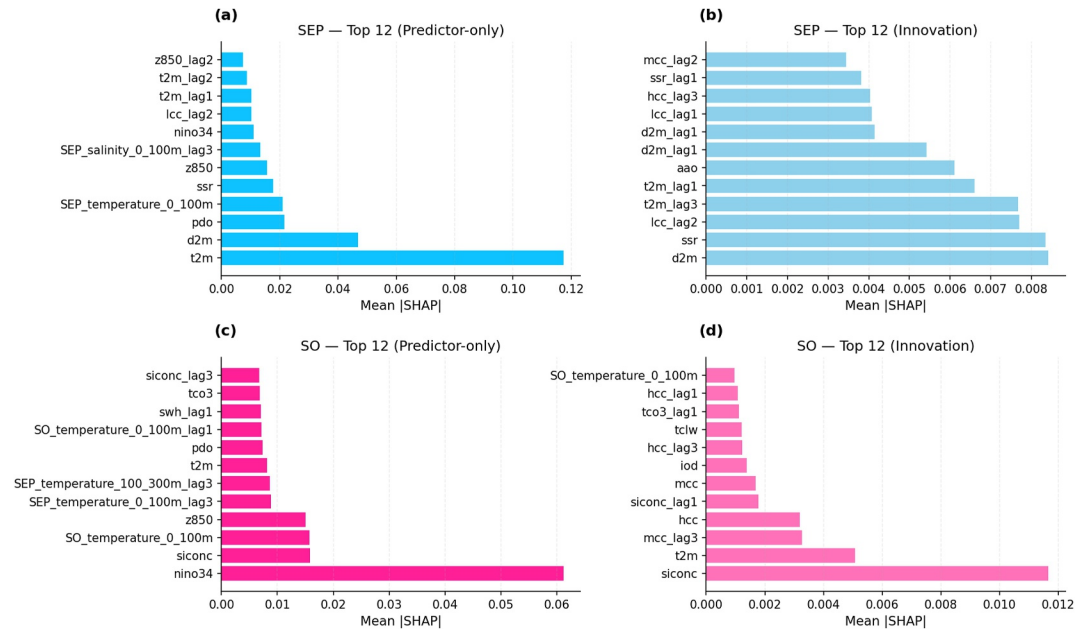 (a)
SEP — Top 12 (Predictor-only)
z850_lag2
t2m_lag2
t2m_lag1
lcc_lag2
nino34
SEP_salinity_0_100m_lag3
z850
ssr
SEP_temperature_0_100m
pdo
d2m
t2m
0.00 0.02 0.04 0.06 0.08 0.10 0.12
Mean |SHAP|
(b)
SEP — Top 12 (Innovation)
mcc_lag2
ssr_lag1
hcc_lag3
lcc_lag1
d2m_lag1
d2m_lag1
aao
t2m_lag1
t2m_lag3
lcc_lag2
ssr
d2m
0.000 0.001 0.002 0.003 0.004 0.005 0.006 0.007 0.008
Mean |SHAP|
(c)
SO — Top 12 (Predictor-only)
siconc_lag3
tco3
swh_lag1
SO_temperature_0_100m_lag1
pdo
t2m
SEP_temperature_100_300m_lag3
SEP_temperature_0_100m_lag3
z850
SO_temperature_0_100m
siconc
nino34
0.00 0.01 0.02 0.03 0.04 0.05 0.06
Mean |SHAP|
(d)
SO — Top 12 (Innovation)
SO_temperature_0_100m
hcc_lag1
tco3_lag1
tclw
hcc_lag3
iod
mcc
siconc_lag1
hcc
mcc_lag3
t2m
siconc
0.000 0.002 0.004 0.006 0.008 0.010 0.012
Mean |SHAP|